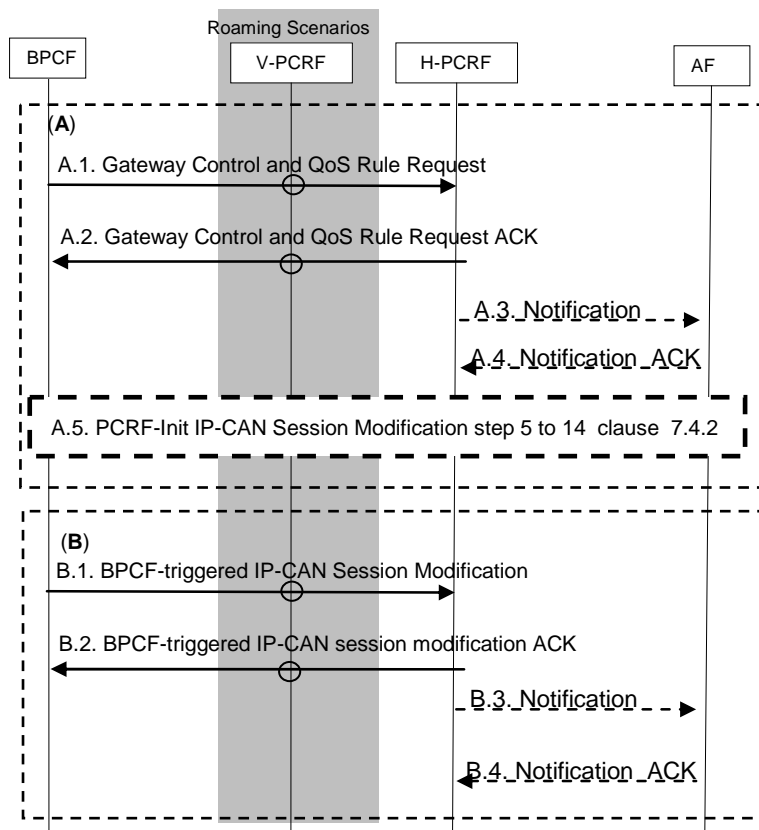 Roaming Scenarios
BPCF
V-PCRF
H-PCRF
AF
(A)
A.1. Gateway Control and QoS Rule Request
A.2. Gateway Control and QoS Rule Request ACK
A.3. Notification
A.4. Notification ACK
A.5. PCRF-Init IP-CAN Session Modification step 5 to 14 clause 7.4.2
(B)
B.1. BPCF-triggered IP-CAN Session Modification
B.2. BPCF-triggered IP-CAN session modification ACK
B.3. Notification
B.4. Notification ACK